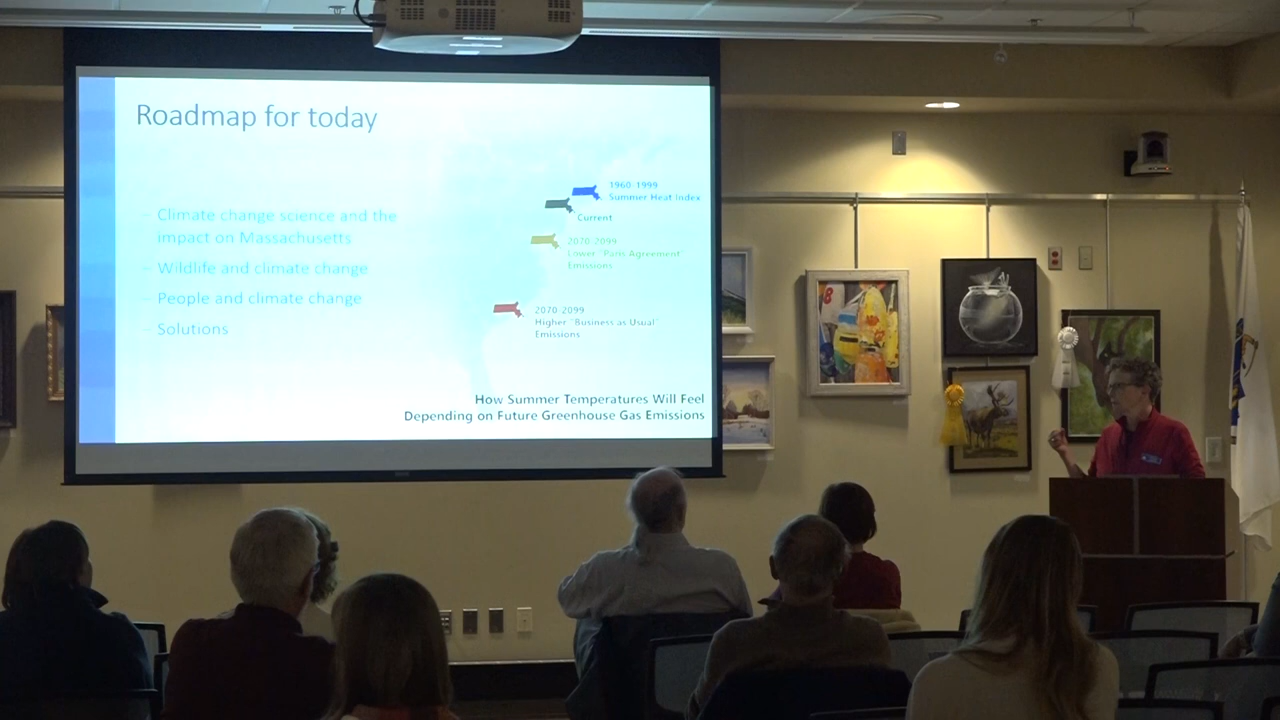 Roadmap for today
– Climate change science and the
impact on Massachusetts
– Wildlife and climate change
– People and climate change
– Solutions
1960-1999
Summer Heat Index
Current
2070-2099
Lower "Paris Agreement"
Emissions
2070-2099
Higher "Business as Usual"
Emissions
How Summer Temperatures Will Feel
Depending on Future Greenhouse Gas Emissions